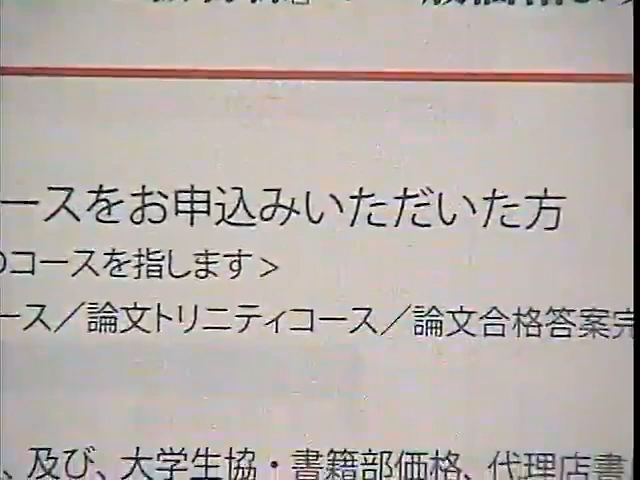 ースをお申込みいただいた方
のコースを指します＞
ース／論文トリニティコース／論文合格答案完
、及び、大学生協・書籍部価格、代理店書